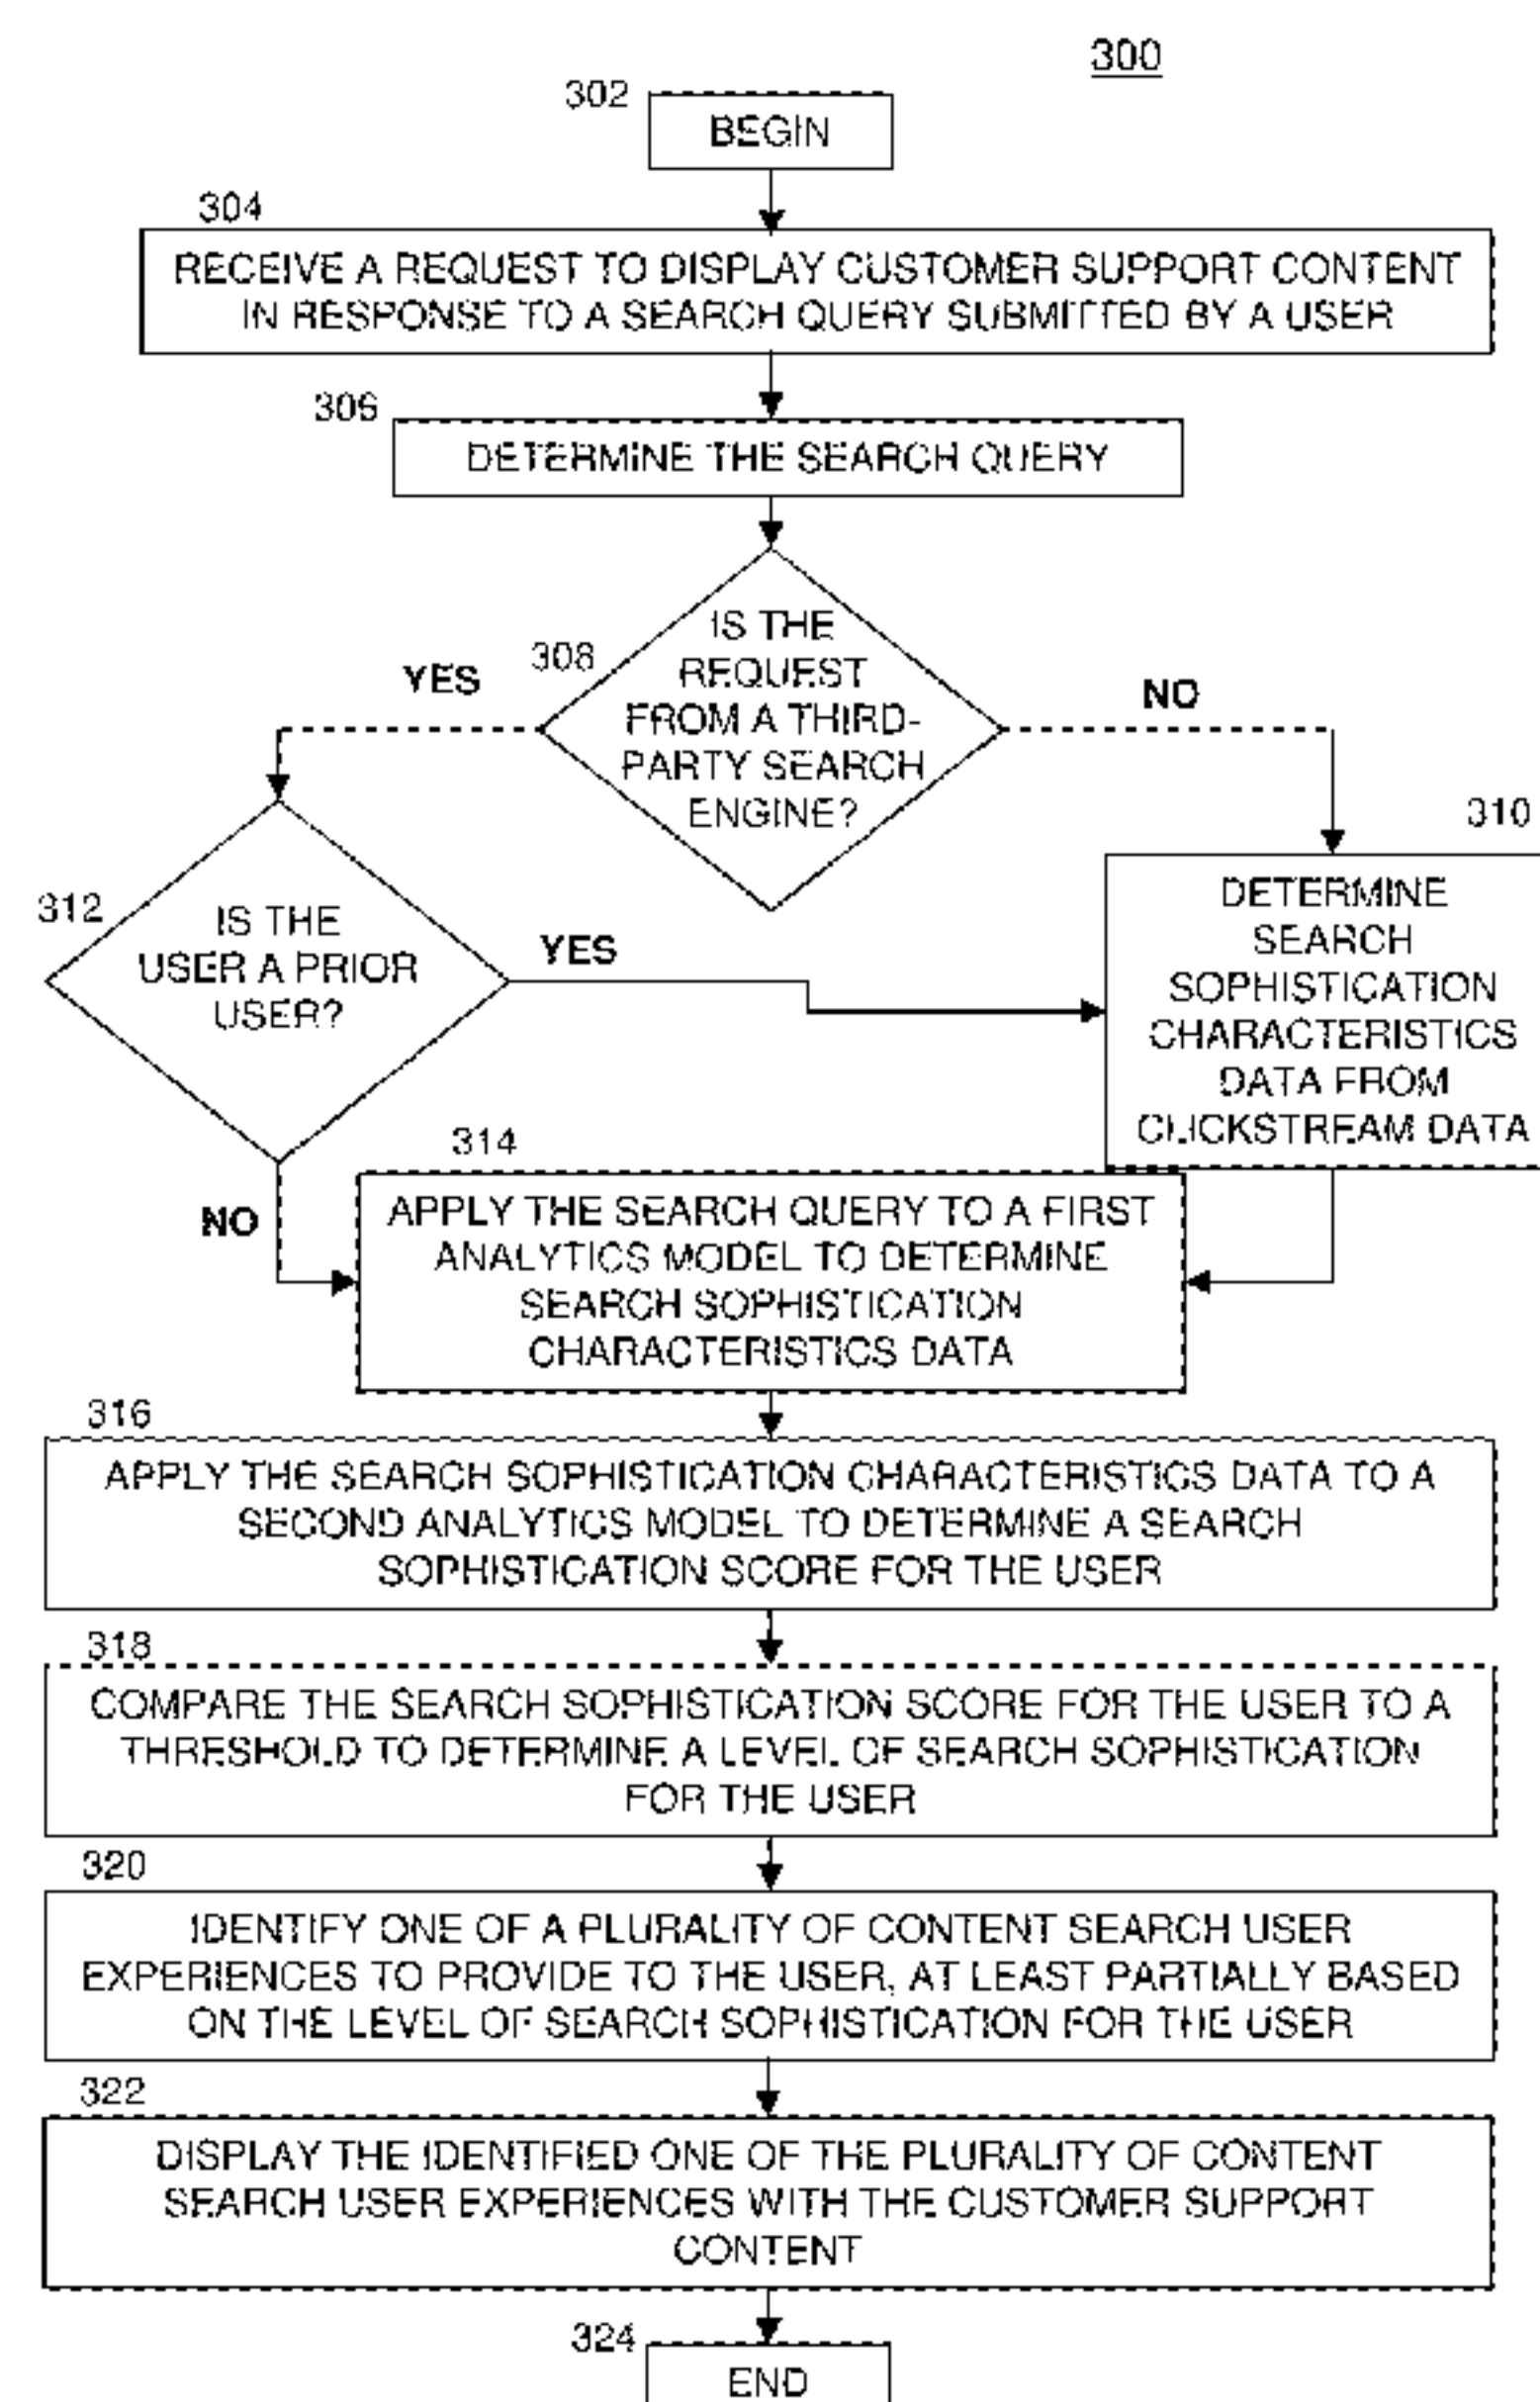 300
302
BEGIN
304
RECEIVE A REQUEST TO DISPLAY CUSTOMER SUPPORT CONTENT
IN RESPONSE TO A SEARCH QUERY SUBMITTED BY A USER
306
DETERMINE THE SEARCH QUERY
308
IS THE
REQUEST
FROM A THIRD-
PARTY SEARCH
ENGINE?
YES
NO
310
DETERMINE
SEARCH
SOPHISTICATION
CHARACTERISTICS
DATA FROM
CLICKSTREAM DATA
312
IS THE
USER A PRIOR
USER?
YES
NO
314
APPLY THE SEARCH QUERY TO A FIRST
ANALYTICS MODEL TO DETERMINE
SEARCH SOPHISTICATION
CHARACTERISTICS DATA
316
APPLY THE SEARCH SOPHISTICATION CHARACTERISTICS DATA TO A
SECOND ANALYTICS MODEL TO DETERMINE A SEARCH
SOPHISTICATION SCORE FOR THE USER
318
COMPARE THE SEARCH SOPHISTICATION SCORE FOR THE USER TO A
THRESHOLD TO DETERMINE A LEVEL OF SEARCH SOPHISTICATION
FOR THE USER
320
IDENTIFY ONE OF A PLURALITY OF CONTENT SEARCH USER
EXPERIENCES TO PROVIDE TO THE USER, AT LEAST PARTIALLY BASED
ON THE LEVEL OF SEARCH SOPHISTICATION FOR THE USER
322
DISPLAY THE IDENTIFIED ONE OF THE PLURALITY OF CONTENT
SEARCH USER EXPERIENCES WITH THE CUSTOMER SUPPORT
CONTENT
324
END